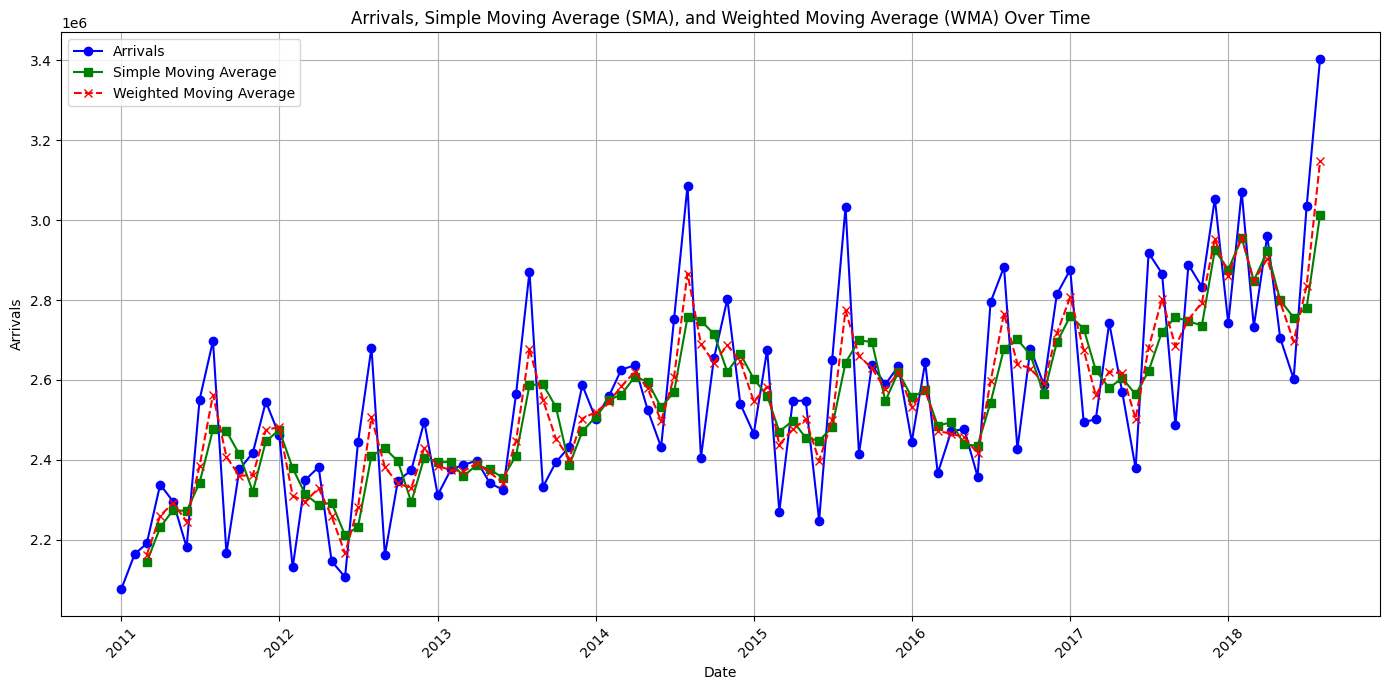 Arrivals, Simple Moving Average (SMA), and Weighted Moving Average (WMA) Over Time
1e6
Arrivals
Simple Moving Average
Weighted Moving Average
3.4
3.2
3.0
2.8
2.6
2.4
2.2
Arrivals
2011
2012
2013
2014
2015
2016
2017
2018
Date